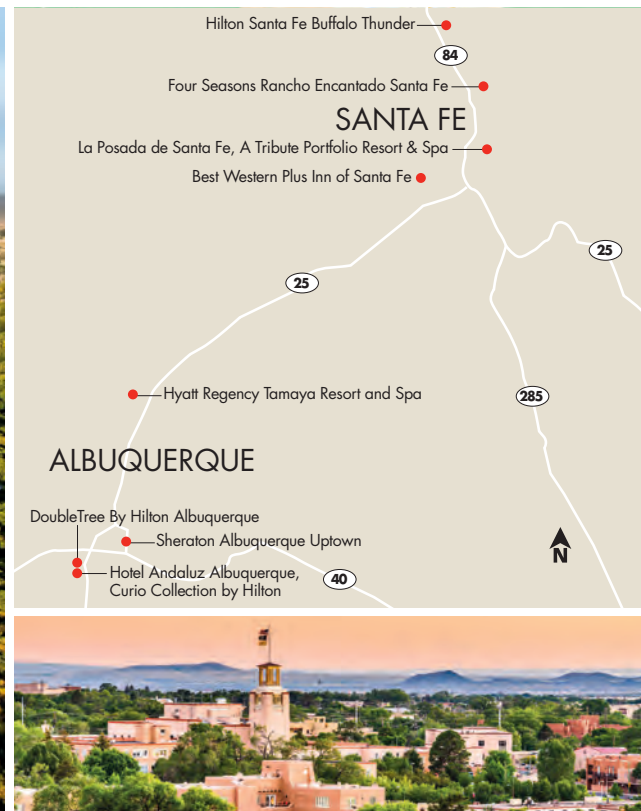 Hilton Santa Fe Buffalo Thunder
84
Four Seasons Rancho Encantado Santa Fe
SANTA FE
La Posada de Santa Fe, A Tribute Portfolio Resort & Spa
Best Western Plus Inn of Santa Fe
25
25
Hyatt Regency Tamaya Resort and Spa
285
ALBUQUERQUE
DoubleTree By Hilton Albuquerque
Sheraton Albuquerque Uptown
N
Hotel Andaluz Albuquerque,
Curio Collection by Hilton
40